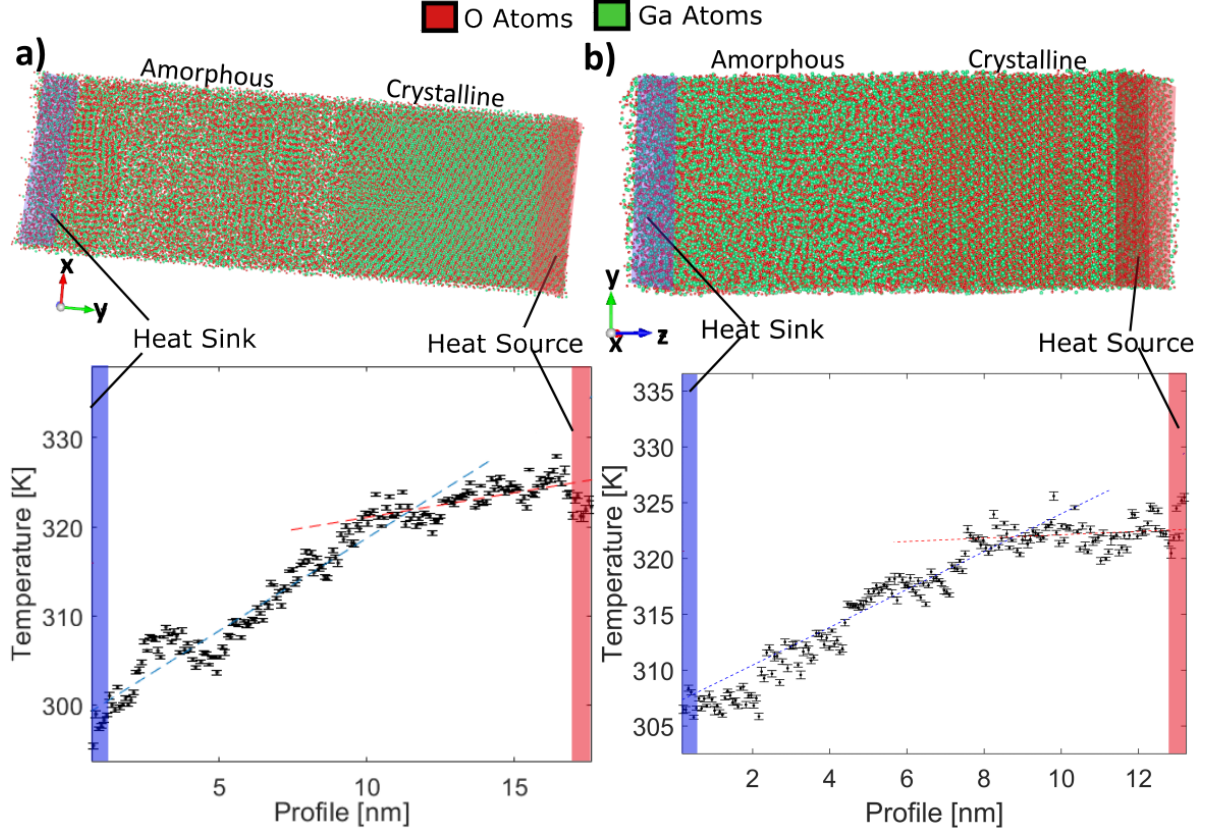 O Atoms Ga Atoms
a)
Amorphous
Crystalline
x
y
Heat Sink
Heat Source
b)
Amorphous
Crystalline
y
x
z
Heat Sink
Heat Source
330
320
310
300
Temperature [K]
5 10 15
Profile [nm]
335
330
325
320
315
310
305
Temperature [K]
2 4 6 8 10 12
Profile [nm]